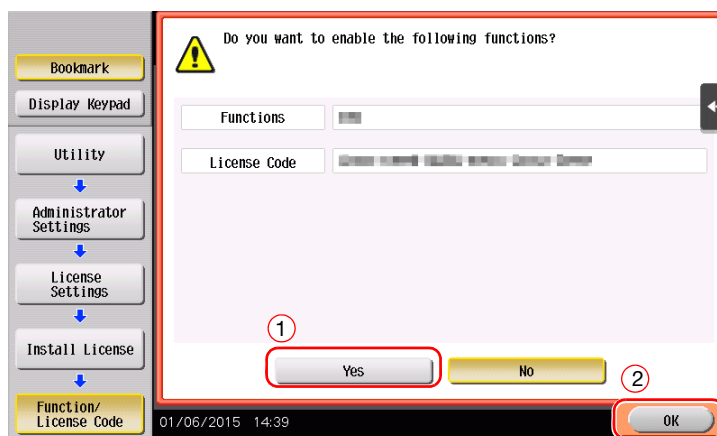 Do you want to enable the following functions?
Bookmark
Display Keypad
Functions
Utility
License Code
Administrator
Settings
License
Settings
①
Install License
Yes
No
②
Function/
License Code
01/06/2015 14:39
OK